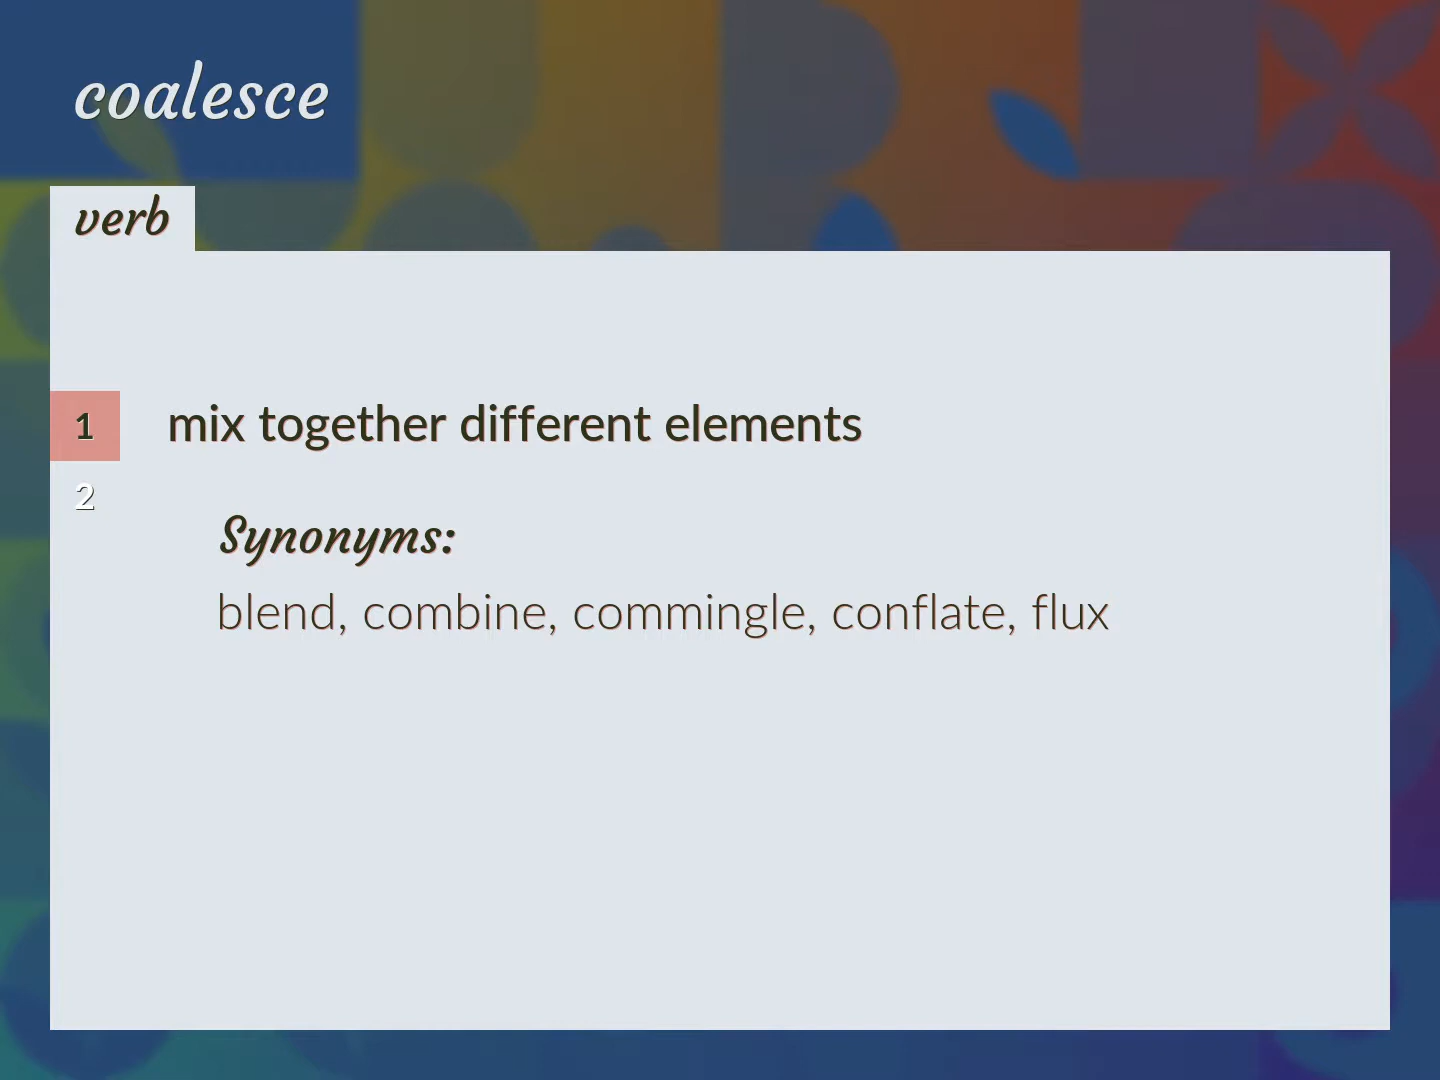 coalesce
verb
1 mix together different elements
2
Synonyms:
blend, combine, commingle, conflate, flux